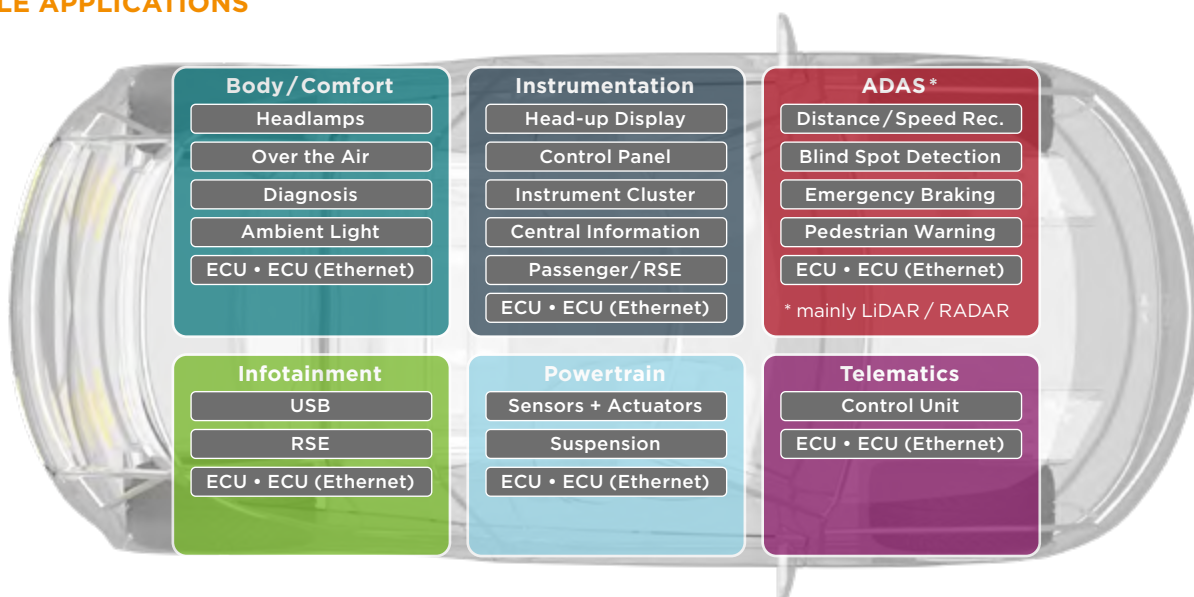 LE APPLICATIONS
Body/Comfort
Headlamps
Over the Air
Diagnosis
Ambient Light
ECU • ECU (Ethernet)
Instrumentation
Head-up Display
Control Panel
Instrument Cluster
Central Information
Passenger/RSE
ECU • ECU (Ethernet)
ADAS*
Distance/Speed Rec.
Blind Spot Detection
Emergency Braking
Pedestrian Warning
ECU • ECU (Ethernet)
* mainly LiDAR / RADAR
Infotainment
USB
RSE
ECU • ECU (Ethernet)
Powertrain
Sensors + Actuators
Suspension
ECU • ECU (Ethernet)
Telematics
Control Unit
ECU • ECU (Ethernet)